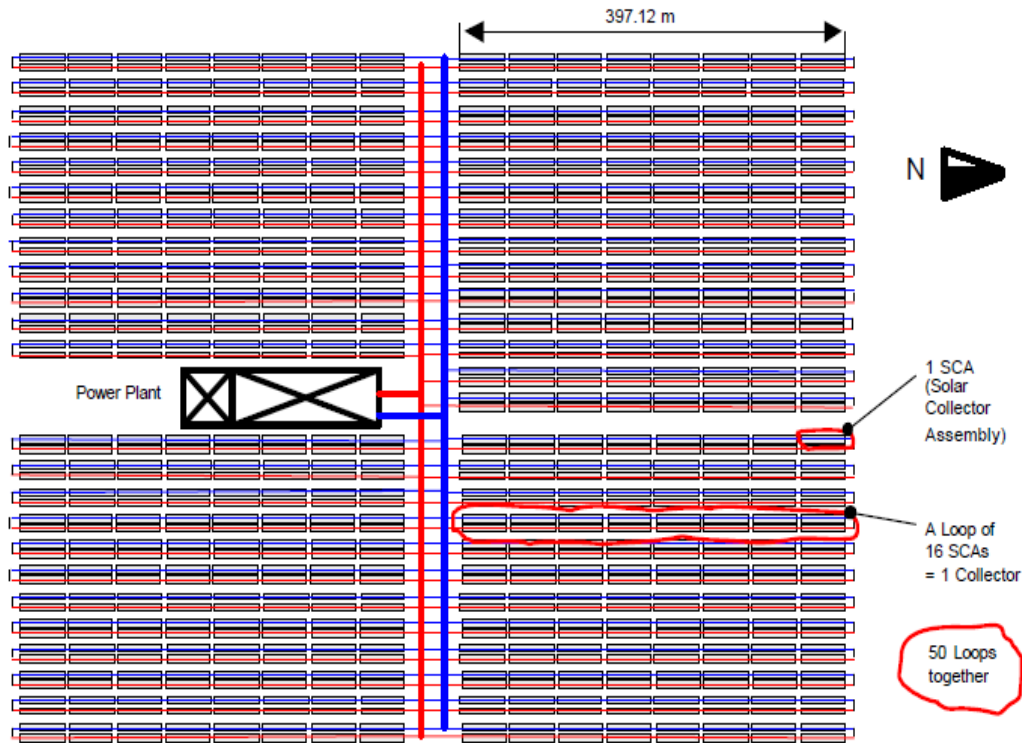 397.12 m
N
Power Plant
1 SCA
(Solar
Collector
Assembly)
A Loop of
16 SCAs
= 1 Collector
50 Loops
together